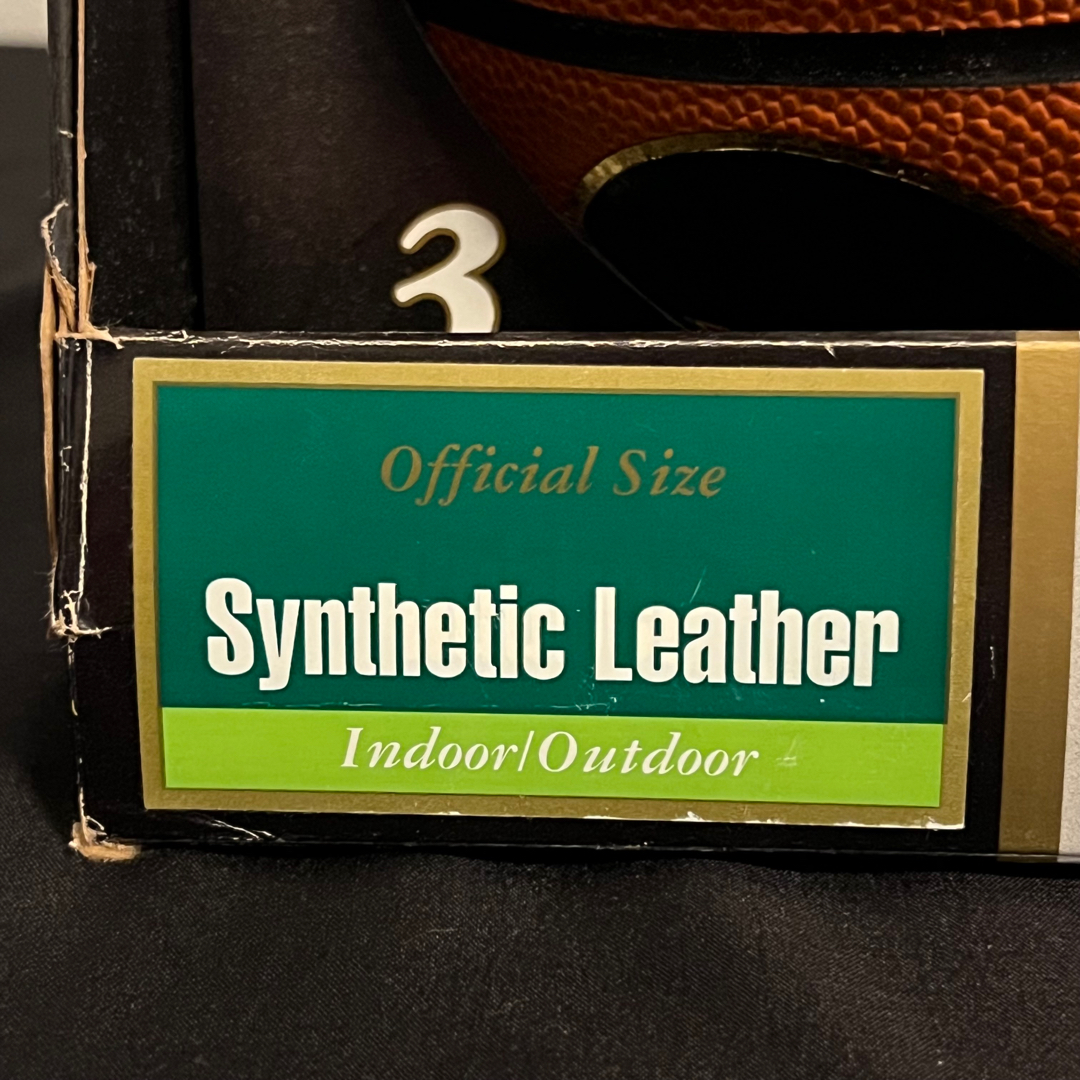 3
Official Size
Synthetic Leather
Indoor/Outdoor